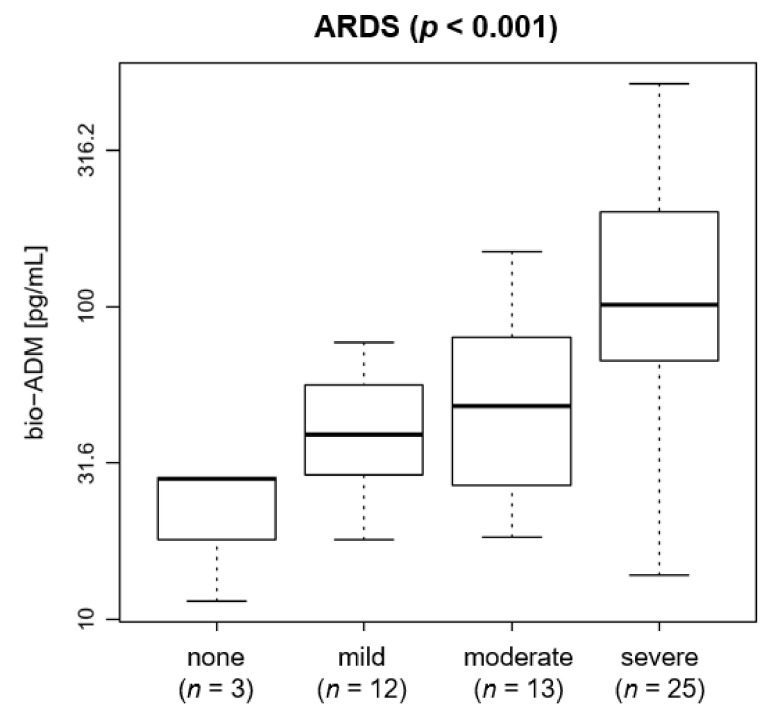 ARDS (p < 0.001)
bio−ADM [pg/mL]
316.2
100
31.6
10
none mild moderate severe
(n = 3) (n = 12) (n = 13) (n = 25)